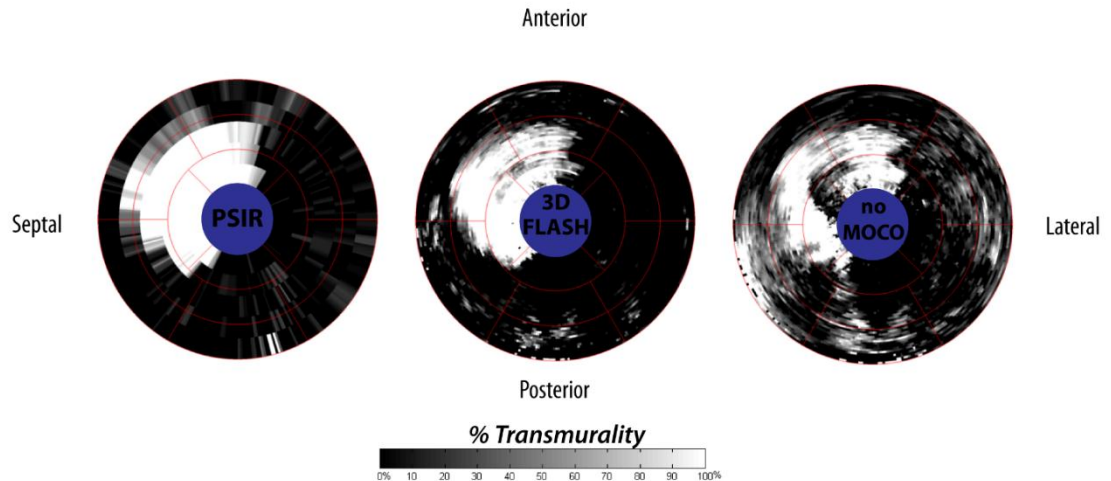 Anterior
Septal
PSIR
3D
FLASH
no
MOCO
Lateral
Posterior
% Transmurality
0% 10 20 30 40 50 60 70 80 90 100%